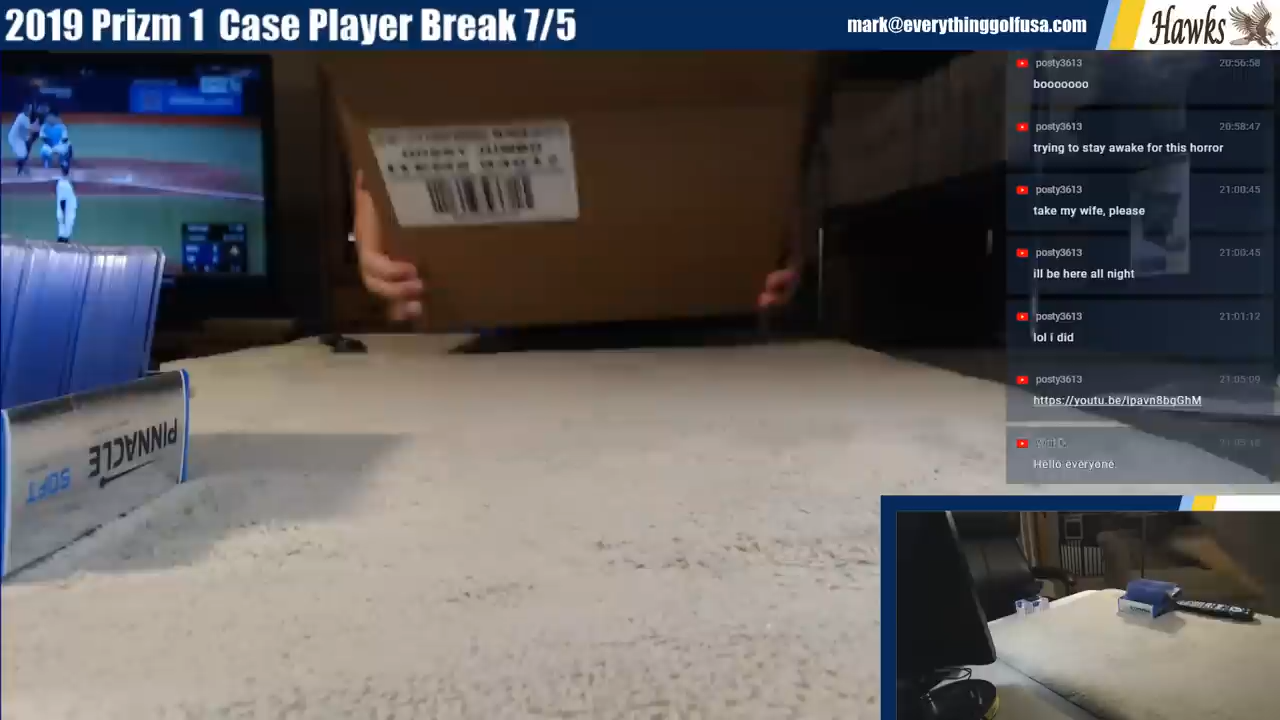 2019 Prizm 1 Case Player Break 7/5
mark@everythinggolfusa.com
Hawks
posty3613 20:56:58
booooooo
posty3613 20:58:47
trying to stay awake for this horror
posty3613 21:00:45
take my wife, please
posty3613 21:00:45
ill be here all night
posty3613 21:01:12
lol i did
posty3613 21:05:09
https://youtu.be/ipavn8bgGhM
Hello everyone.
PINNACLE
SOFT